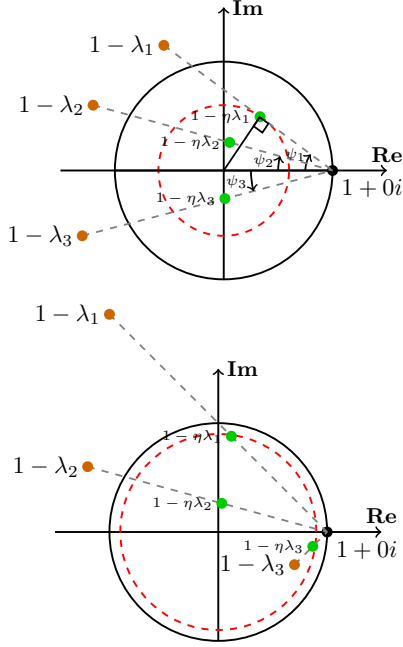 Im
1 − λ₁
1 − λ₂
1 − ηλ₁
1 − ηλ₂
ψ₂
ψ₁
Re
ψ₃
1 + 0i
1 − ηλ₃
1 − λ₃
1 − λ₁
Im
1 − ηλ₁
1 − λ₂
1 − ηλ₂
Re
1 − ηλ₃
1 + 0i
1 − λ₃